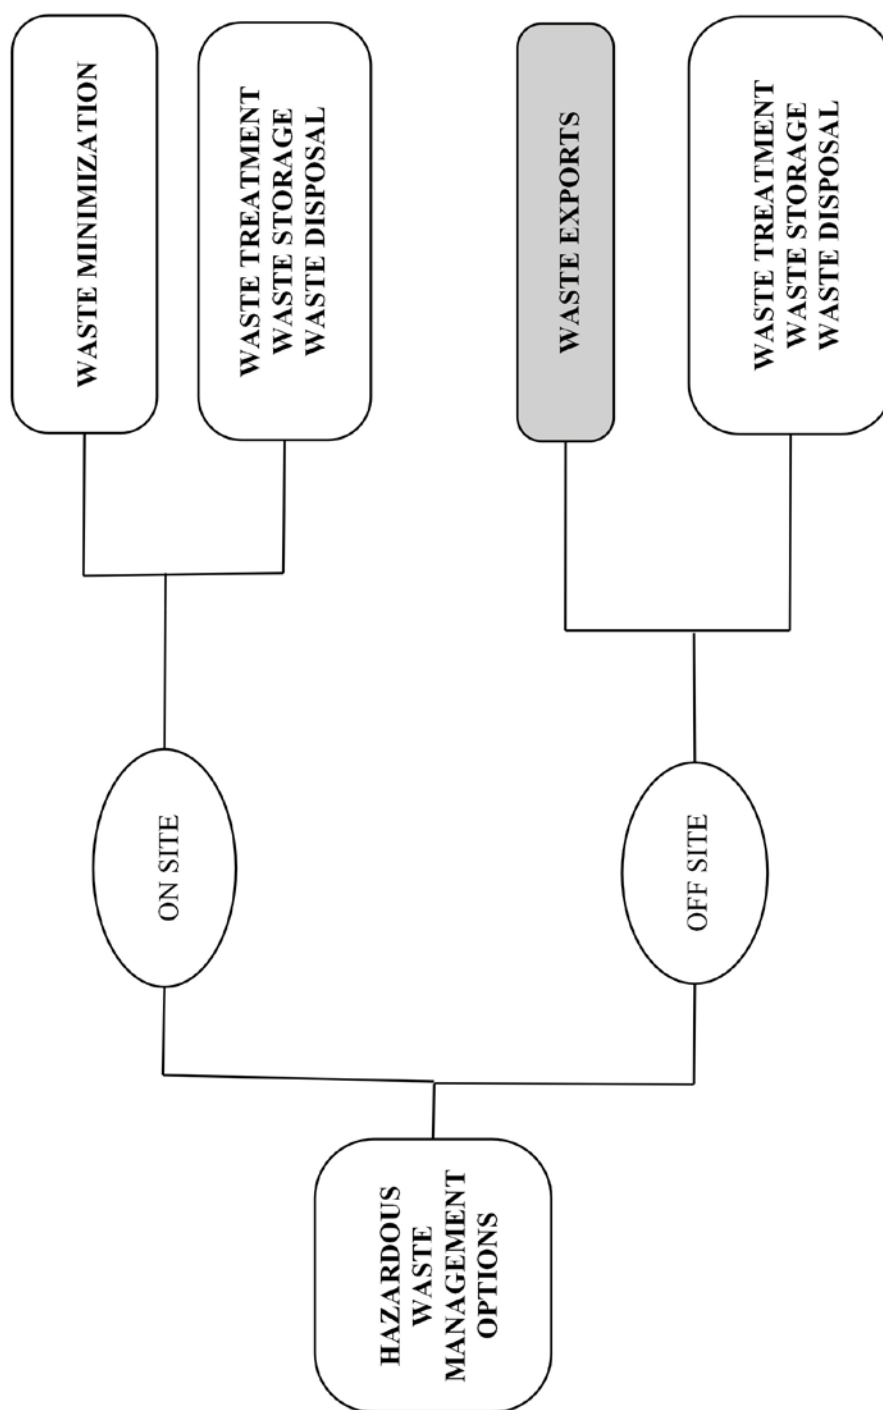 HAZARDOUS
WASTE
MANAGEMENT
OPTIONS
ON SITE
WASTE MINIMIZATION
WASTE TREATMENT
WASTE STORAGE
WASTE DISPOSAL
OFF SITE
WASTE EXPORTS
WASTE TREATMENT
WASTE STORAGE
WASTE DISPOSAL